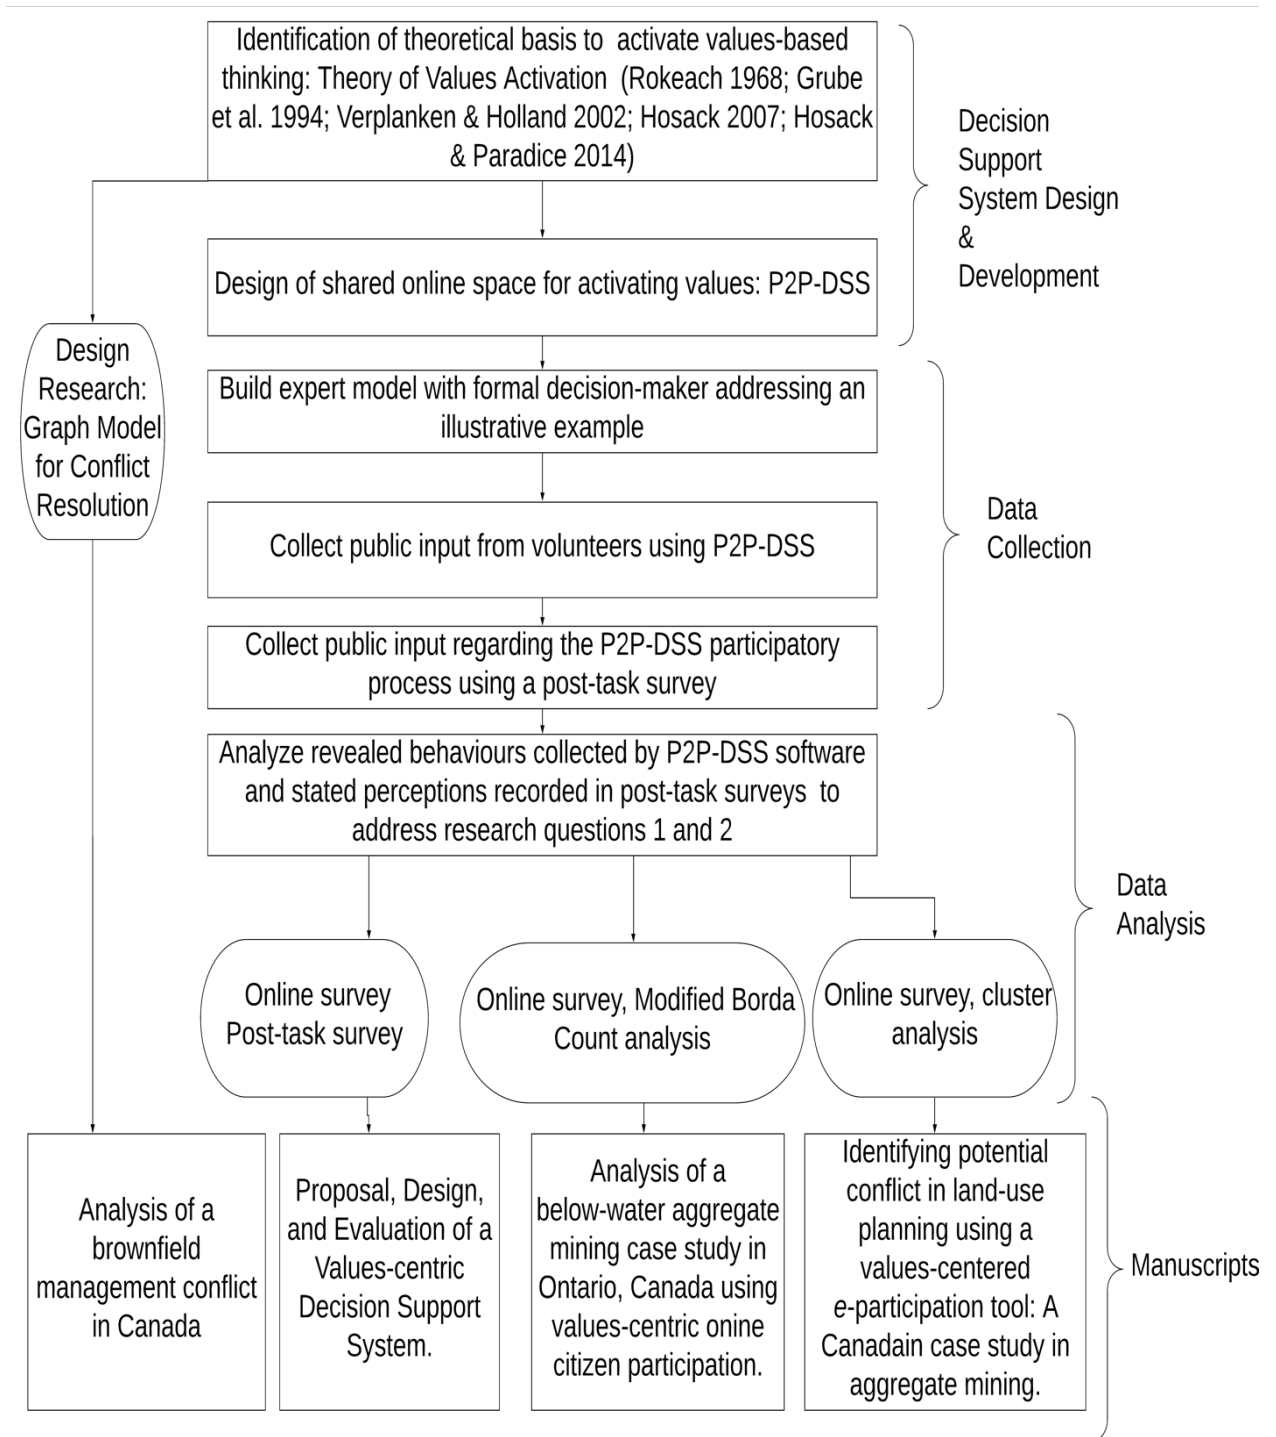 Identification of theoretical basis to activate values-based
thinking: Theory of Values Activation (Rokeach 1968; Grube
et al. 1994; Verplanken & Holland 2002; Hosack 2007; Hosack
& Paradice 2014)
Decision
Support
System Design
&
Development
Design of shared online space for activating values: P2P-DSS
Design
Research:
Graph Model
for Conflict
Resolution
Build expert model with formal decision-maker addressing an
illustrative example
Collect public input from volunteers using P2P-DSS
Data
Collection
Collect public input regarding the P2P-DSS participatory
process using a post-task survey
Analyze revealed behaviours collected by P2P-DSS software
and stated perceptions recorded in post-task surveys to
address research questions 1 and 2
Data
Analysis
Online survey
Post-task survey
Online survey, Modified Borda
Count analysis
Online survey, cluster
analysis
Analysis of a
brownfield
management conflict
in Canada
Proposal, Design,
and Evaluation of a
Values-centric
Decision Support
System.
Analysis of a
below-water aggregate
mining case study in
Ontario, Canada using
values-centric onine
citizen participation.
Identifying potential
conflict in land-use
planning using a
values-centered
e-participation tool: A
Canadain case study in
aggregate mining.
Manuscripts